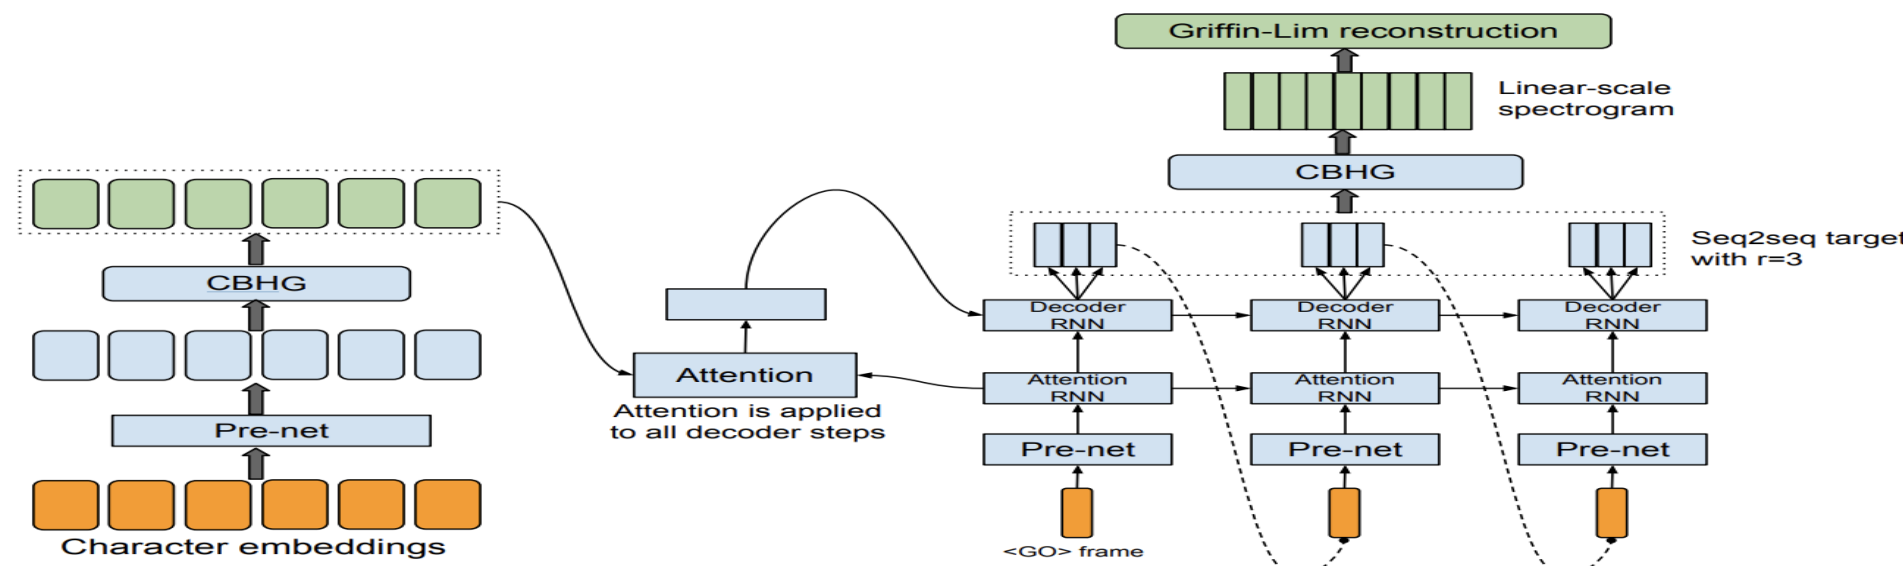 Griffin-Lim reconstruction
Linear-scale
spectrogram
CBHG
Seq2seq target
with r=3
CBHG
Decoder
RNN
Decoder
RNN
Decoder
RNN
Attention
Attention
RNN
Attention
RNN
Attention
RNN
Attention is applied
to all decoder steps
Pre-net
Pre-net
Pre-net
Pre-net
Character embeddings
<GO> frame